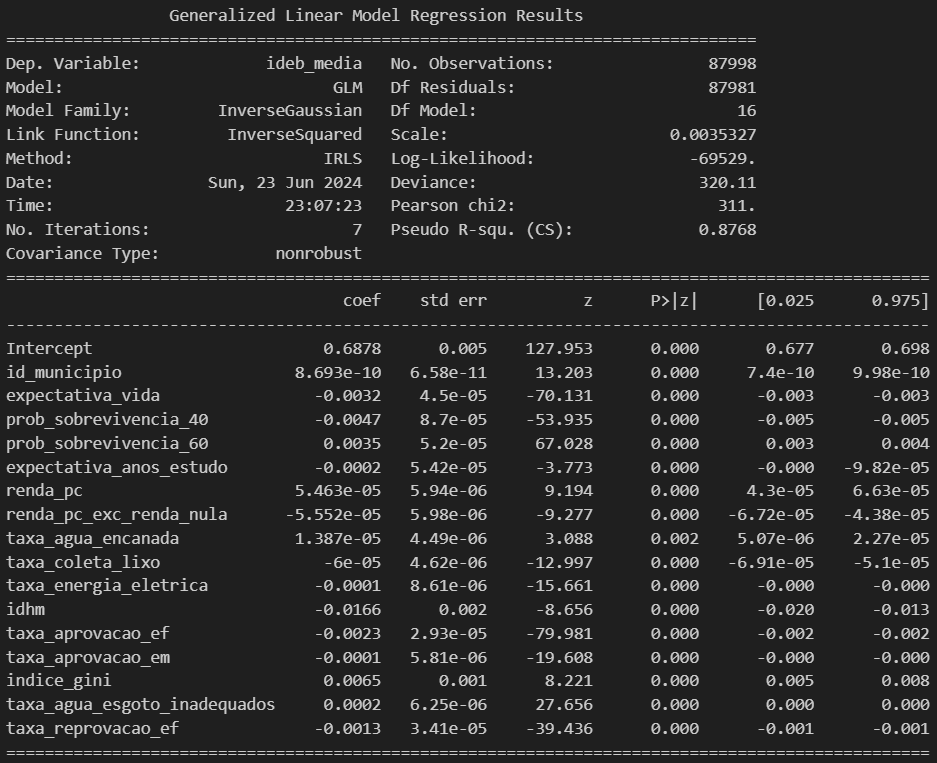 Generalized Linear Model Regression Results
==============================================================================
Dep. Variable:             ideb_media   No. Observations:                87998
Model:                            GLM   Df Residuals:                    87981
Model Family:         InverseGaussian   Df Model:                           16
Link Function:         InverseSquared   Scale:                       0.0035327
Method:                          IRLS   Log-Likelihood:                -69529.
Date:                Sun, 23 Jun 2024   Deviance:                       320.11
Time:                        23:07:23   Pearson chi2:                     311.
No. Iterations:                     7   Pseudo R-squ. (CS):             0.8768
Covariance Type:            nonrobust
================================================================================================
                                   coef    std err          z      P>|z|      [0.025      0.975]
------------------------------------------------------------------------------------------------
Intercept                        0.6878      0.005    127.953      0.000       0.677       0.698
id_municipio                  8.693e-10   6.58e-11     13.203      0.000     7.4e-10    9.98e-10
expectativa_vida                -0.0032    4.5e-05    -70.131      0.000      -0.003      -0.003
prob_sobrevivencia_40           -0.0047    8.7e-05    -53.935      0.000      -0.005      -0.005
prob_sobrevivencia_60            0.0035    5.2e-05     67.028      0.000       0.003       0.004
expectativa_anos_estudo         -0.0002   5.42e-05     -3.773      0.000      -0.000   -9.82e-05
renda_pc                      5.463e-05   5.94e-06      9.194      0.000     4.3e-05    6.63e-05
renda_pc_exc_renda_nula      -5.552e-05   5.98e-06     -9.277      0.000   -6.72e-05   -4.38e-05
taxa_agua_encanada            1.387e-05   4.49e-06      3.088      0.002    5.07e-06    2.27e-05
taxa_coleta_lixo                 -6e-05   4.62e-06    -12.997      0.000   -6.91e-05    -5.1e-05
taxa_energia_eletrica           -0.0001   8.61e-06    -15.661      0.000      -0.000      -0.000
idhm                            -0.0166      0.002     -8.656      0.000      -0.020      -0.013
taxa_aprovacao_ef               -0.0023   2.93e-05    -79.981      0.000      -0.002      -0.002
taxa_aprovacao_em               -0.0001   5.81e-06    -19.608      0.000      -0.000      -0.000
indice_gini                      0.0065      0.001      8.221      0.000       0.005       0.008
taxa_agua_esgoto_inadequados     0.0002   6.25e-06     27.656      0.000       0.000       0.000
taxa_reprovacao_ef              -0.0013   3.41e-05    -39.436      0.000      -0.001      -0.001
================================================================================================